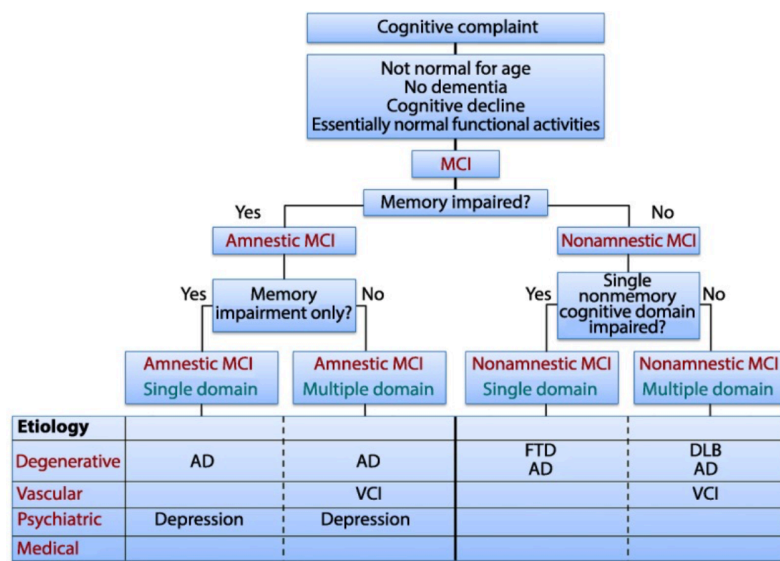 Cognitive complaint
Not normal for age
No dementia
Cognitive decline
Essentially normal functional activities
MCI
Memory impaired?
Yes
No
Amnestic MCI
Nonamnestic MCI
Yes
Memory
impairment only?
No
Yes
Single
nonmemory
cognitive domain
impaired?
No
Amnestic MCI
Single domain
Amnestic MCI
Multiple domain
Nonamnestic MCI
Single domain
Nonamnestic MCI
Multiple domain
Etiology
Degenerative
AD
AD
FTD
AD
DLB
AD
Vascular
VCI
VCI
Psychiatric
Depression
Depression
Medical